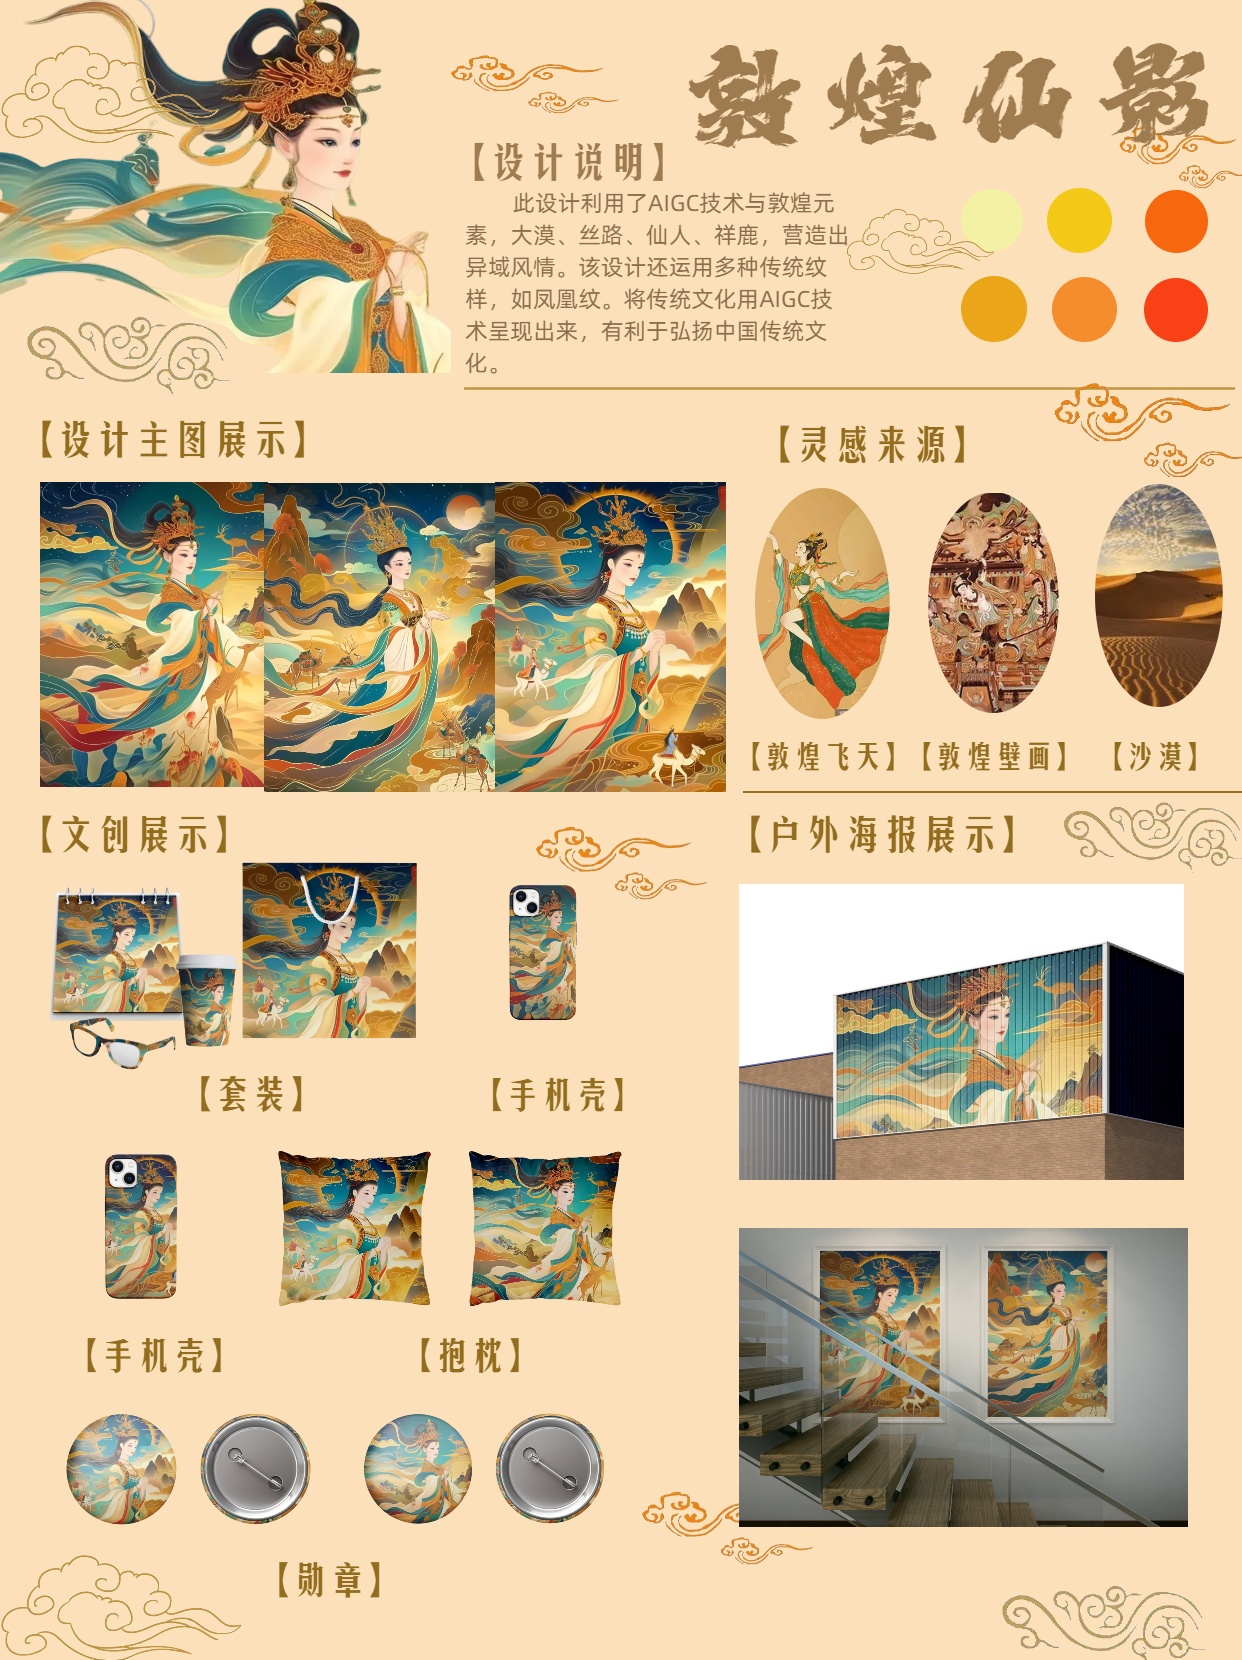 敦煌仙影
【设计说明】
此设计利用了AIGC技术与敦煌元
素，大漠、丝路、仙人、祥鹿，营造出
异域风情。该设计还运用多种传统纹
样，如凤凰纹。将传统文化用AIGC技
术呈现出来，有利于弘扬中国传统文
化。
【设计主图展示】
【灵感来源】
【敦煌飞天】
【敦煌壁画】
【沙漠】
【文创展示】
【户外海报展示】
【套装】
【手机壳】
【手机壳】
【抱枕】
【勋章】